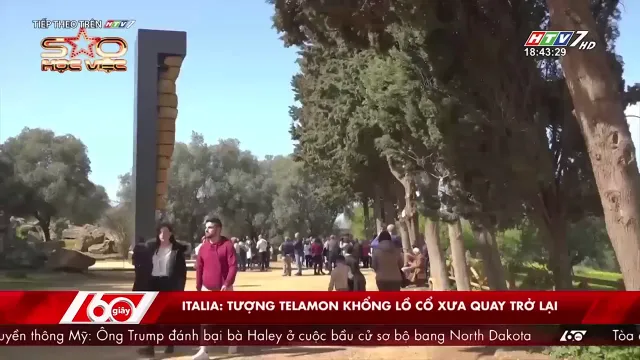 TIẾP THEO TRÊN HTV7
SAO
HỌC VIỆC
HTV7 HD
18:43:29
60 giây
ITALIA: TƯỢNG TELAMON KHỔNG LỒ CỔ XƯA QUAY TRỞ LẠI
uyền thông Mỹ: Ông Trump đánh bại bà Haley ở cuộc bầu cử sơ bộ bang North Dakota 60 Tòa